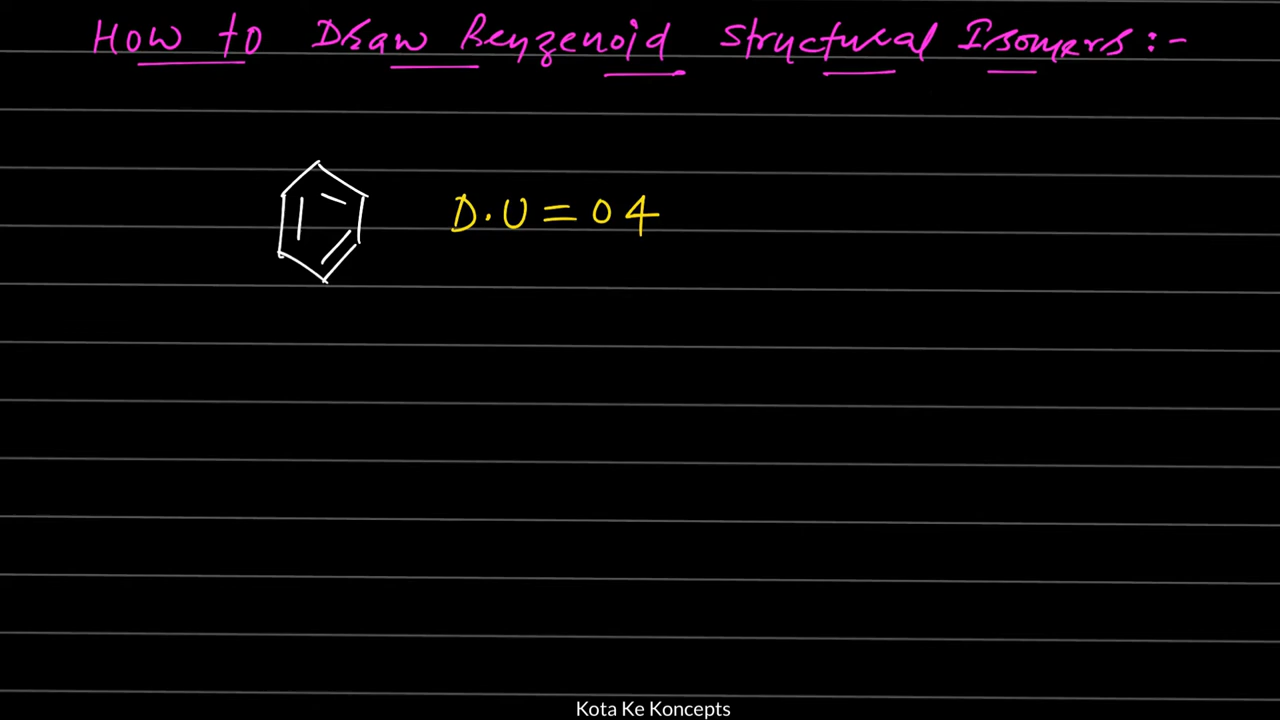 How to Draw Benzenoid Structural Isomers :-
D.U = 04
Kota Ke Koncepts